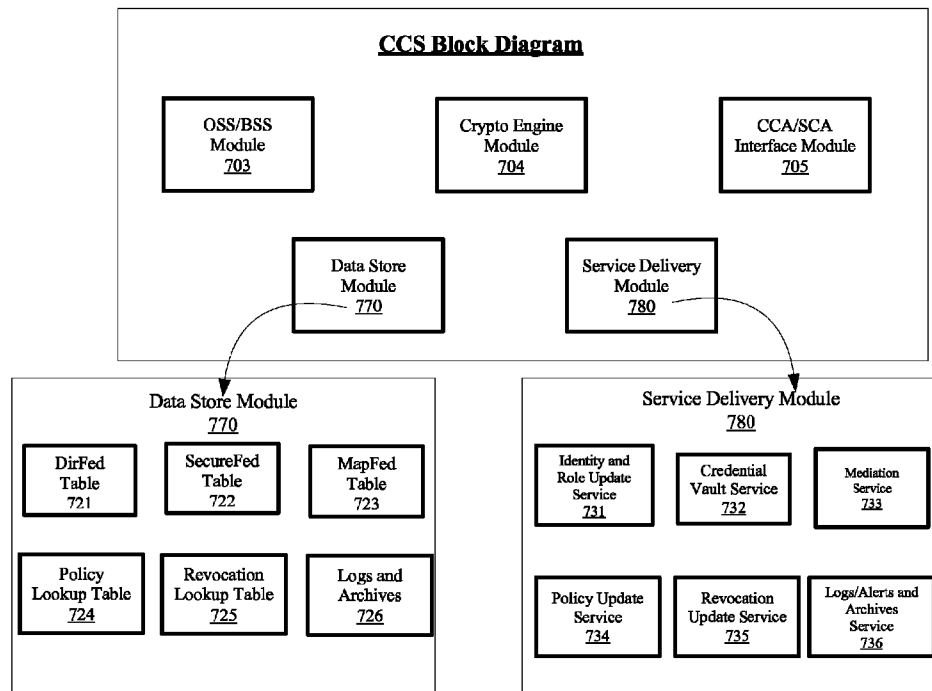 CCS Block Diagram
OSS/BSS
Module
703
Crypto Engine
Module
704
CCA/SCA
Interface Module
705
Data Store
Module
770
Service Delivery
Module
780
Data Store Module
770
DirFed
Table
721
SecureFed
Table
722
MapFed
Table
723
Policy
Lookup Table
724
Revocation
Lookup Table
725
Logs and
Archives
726
Service Delivery Module
780
Identity and
Role Update
Service
731
Credential
Vault Service
732
Mediation
Service
733
Policy Update
Service
734
Revocation
Update Service
735
Logs/Alerts and
Archives
Service
736